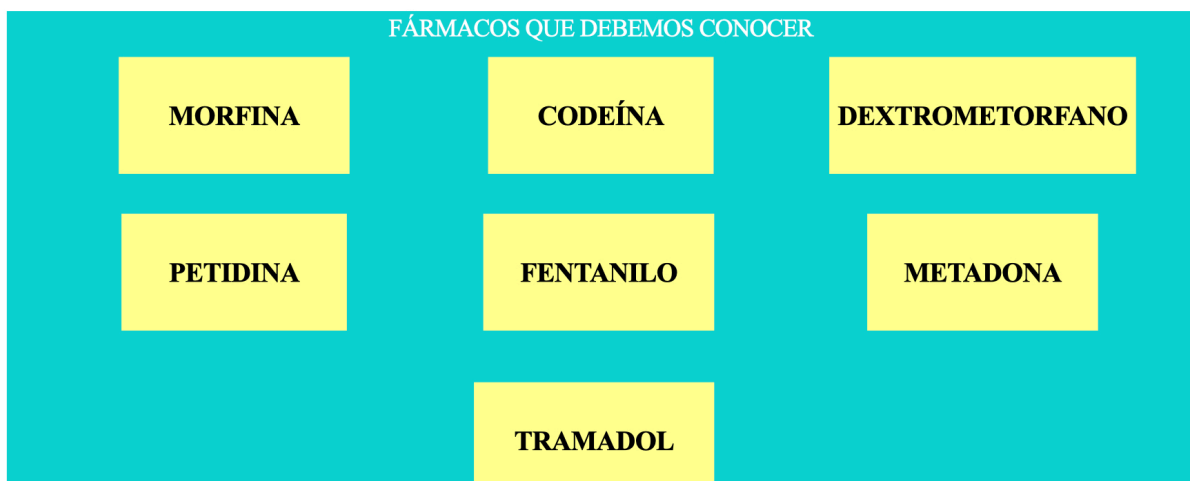 FÁRMACOS QUE DEBEMOS CONOCER
MORFINA
CODEÍNA
DEXTROMETORFANO
PETIDINA
FENTANILO
METADONA
TRAMADOL